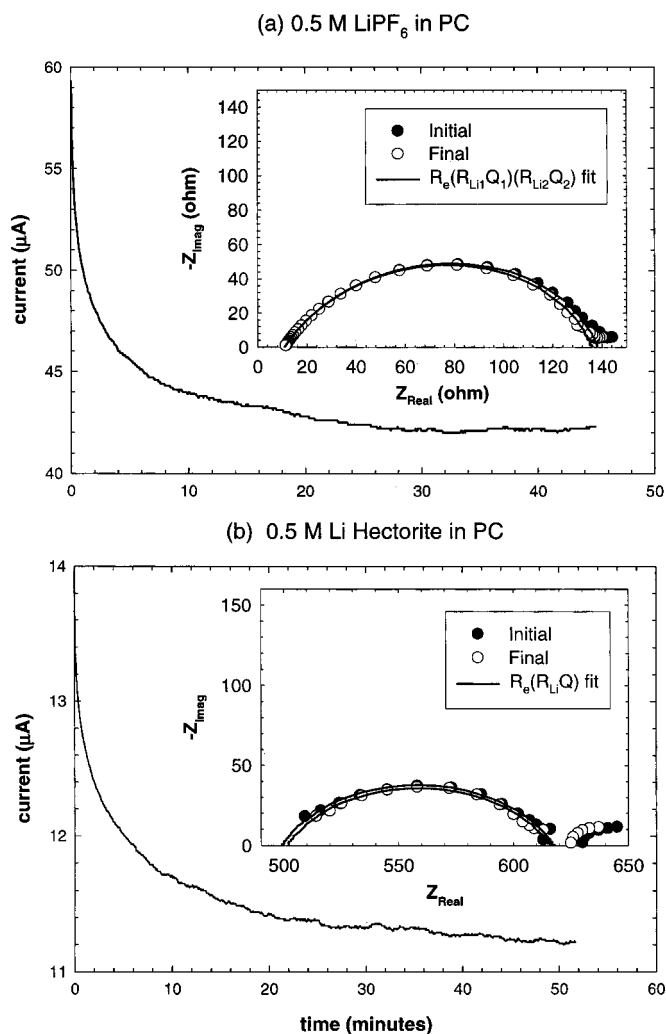 (a) 0.5 M LiPF6 in PC
60
55
50
45
40
current (µA)
0
10
20
30
40
50
140
120
100
80
60
40
20
0
-ZImag (ohm)
Initial
Final
Re(RLi1Q1)(RLi2Q2) fit
0 20 40 60 80 100 120 140
ZReal (ohm)
(b) 0.5 M Li Hectorite in PC
14
13
12
11
current (µA)
0
10
20
30
40
50
60
time (minutes)
150
100
50
0
-ZImag
Initial
Final
Re(RLiQ) fit
500
550
600
650
ZReal